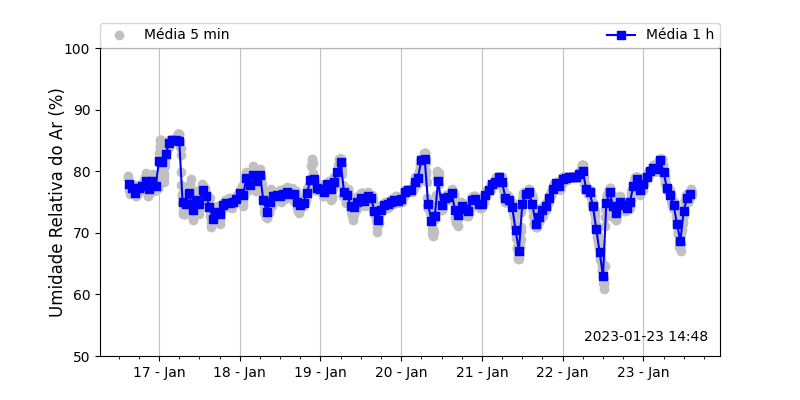 Média 5 min Média 1 h
Umidade Relativa do Ar (%)
100
90
80
70
60
50
2023-01-23 14:48
17 - Jan 18 - Jan 19 - Jan 20 - Jan 21 - Jan 22 - Jan 23 - Jan